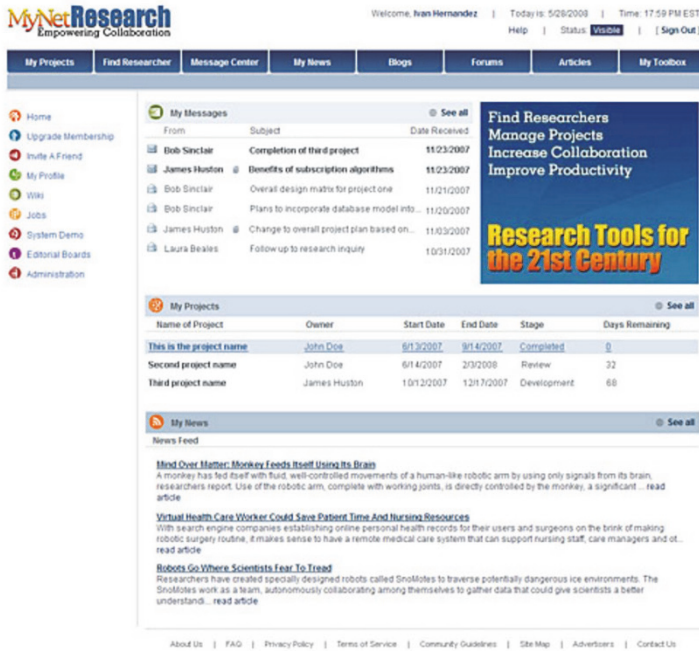 MyNetResearch
Empowering Collaboration
Welcome, Ivan Hernandez | Today is: 5/28/2008 | Time: 17:59 PM EST
Help | Status: Visible | [ Sign Out ]
My Projects Find Researcher Message Center My News Blogs Forums Articles My Toolbox
Home
Upgrade Membership
Invite A Friend
My Profile
Wiki
Jobs
System Demo
Editorial Boards
Administration
My Messages See all
From Subject Date Received
Bob Sinclair Completion of third project 11/23/2007
James Huston Benefits of subscription algorithms 11/23/2007
Bob Sinclair Overall design matrix for project one 11/21/2007
Bob Sinclair Plans to incorporate database model into... 11/20/2007
James Huston Change to overall project plan based on... 11/03/2007
Laura Beales Follow up to research inquiry 10/31/2007
Find Researchers
Manage Projects
Increase Collaboration
Improve Productivity
Research Tools for
the 21st Century
My Projects See all
Name of Project Owner Start Date End Date Stage Days Remaining
This is the project name John Doe 6/13/2007 9/14/2007 Completed 0
Second project name John Doe 6/14/2007 2/3/2008 Review 32
Third project name James Huston 10/12/2007 12/17/2007 Development 68
My News See all
News Feed
Mind Over Matter: Monkey Feeds Itself Using Its Brain
A monkey has fed itself with fluid, well-controlled movements of a human-like robotic arm by using only signals from its brain,
researchers report. Use of the robotic arm, complete with working joints, is directly controlled by the monkey, a significant ... read
article
Virtual Health Care Worker Could Save Patient Time And Nursing Resources
With search engine companies establishing online personal health records for their users and surgeons on the brink of making
robotic surgery routine, it makes sense to have a remote medical care system that can support nursing staff, care managers and ot...
read article
Robots Go Where Scientists Fear To Tread
Researchers have created specially designed robots called SnoMotes to traverse potentially dangerous ice environments. The
SnoMotes work as a team, autonomously collaborating among themselves to gather data that could give scientists a better
understandi... read article
About Us | FAQ | Privacy Policy | Terms of Service | Community Guidelines | Site Map | Advertisers | Contact Us